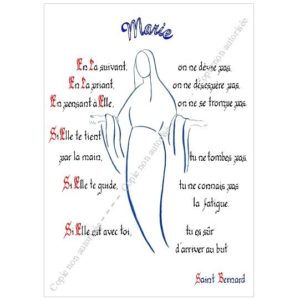 Marie
En La suivant, on ne dévie pas.
En La priant, on ne désespère pas.
En pensant à Elle, on ne se trompe pas.
Si Elle te tient
par la main, tu ne tombes pas.
Si Elle te guide, tu ne connais pas
la fatigue.
Si Elle est avec toi, tu es sûr
d'arriver au but
Saint Bernard
Copie non autorisée
Copie non autorisée
Copie non autorisée